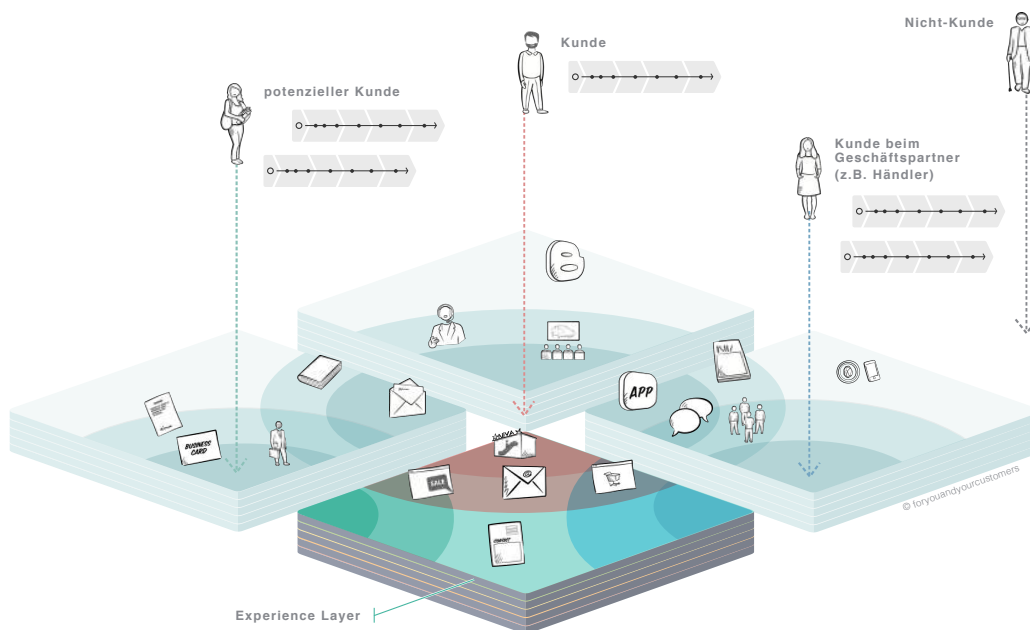 Nicht-Kunde
Kunde
potenzieller Kunde
Kunde beim
Geschäftspartner
(z.B. Händler)
APP
BUSINESS
CARD
SALE
@
© foryouandyourcustomers
Experience Layer